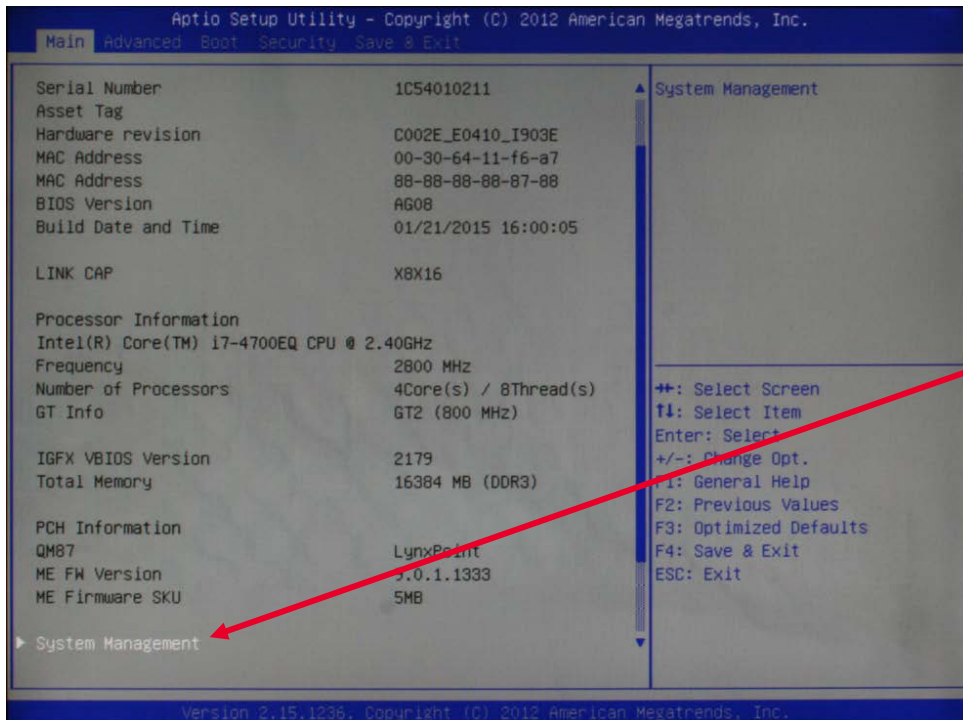 Aptio Setup Utility – Copyright (C) 2012 American Megatrends, Inc.
Main Advanced Boot Security Save & Exit
Serial Number 1C54010211
Asset Tag
Hardware revision C002E_E0410_I903E
MAC Address 00-30-64-11-f6-a7
MAC Address 88-88-88-88-87-88
BIOS Version AG08
Build Date and Time 01/21/2015 16:00:05
LINK CAP X8X16
Processor Information
Intel(R) Core(TM) i7-4700EQ CPU @ 2.40GHz
Frequency 2800 MHz
Number of Processors 4Core(s) / 8Thread(s)
GT Info GT2 (800 MHz)
IGFX VBIOS Version 2179
Total Memory 16384 MB (DDR3)
PCH Information
QM87 LynxPoint
ME FW Version .0.1.1333
ME Firmware SKU 5MB
System Management
System Management
→←: Select Screen
↑↓: Select Item
Enter: Select
+/-: Change Opt.
F1: General Help
F2: Previous Values
F3: Optimized Defaults
F4: Save & Exit
ESC: Exit
Version 2.15.1236. Copyright (C) 2012 American Megatrends, Inc.